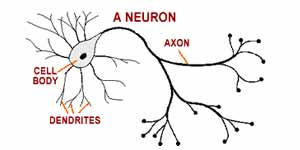 A NEURON
AXON
CELL
BODY
DENDRITES